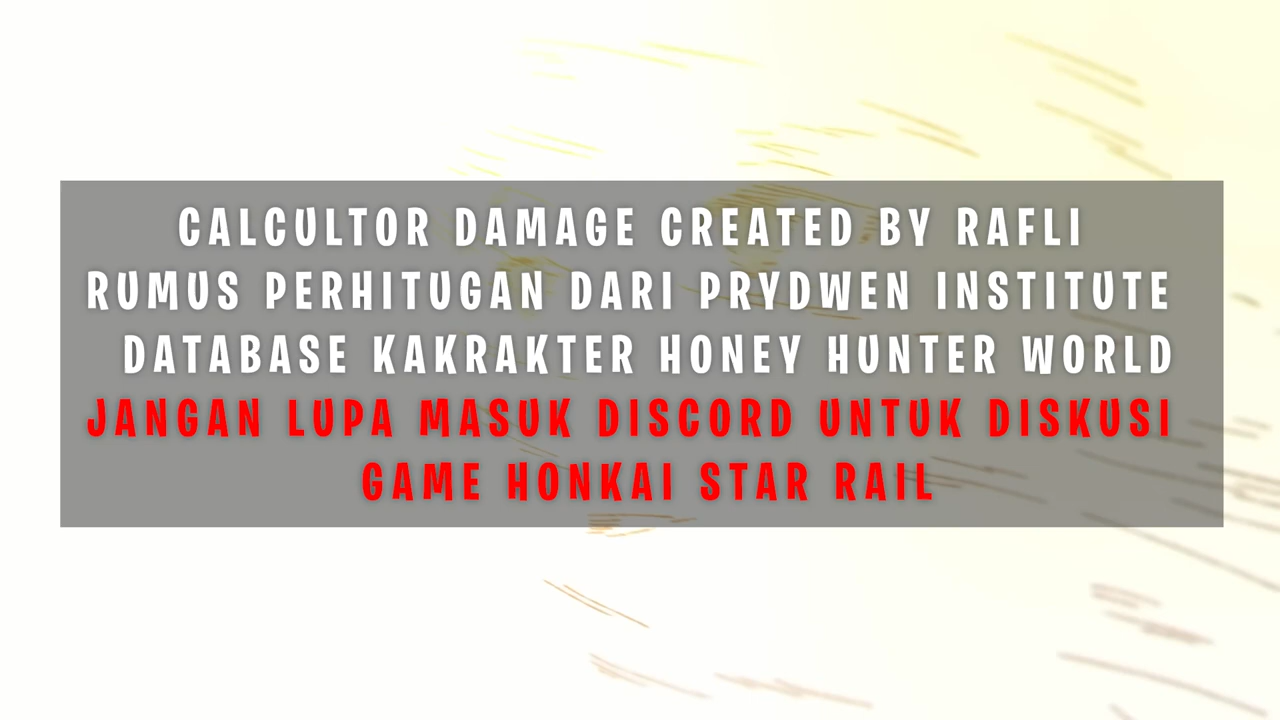 CALCULTOR DAMAGE CREATED BY RAFLI
RUMUS PERHITUGAN DARI PRYDWEN INSTITUTE
DATABASE KAKRAKTER HONEY HUNTER WORLD
JANGAN LUPA MASUK DISCORD UNTUK DISKUSI
GAME HONKAI STAR RAIL